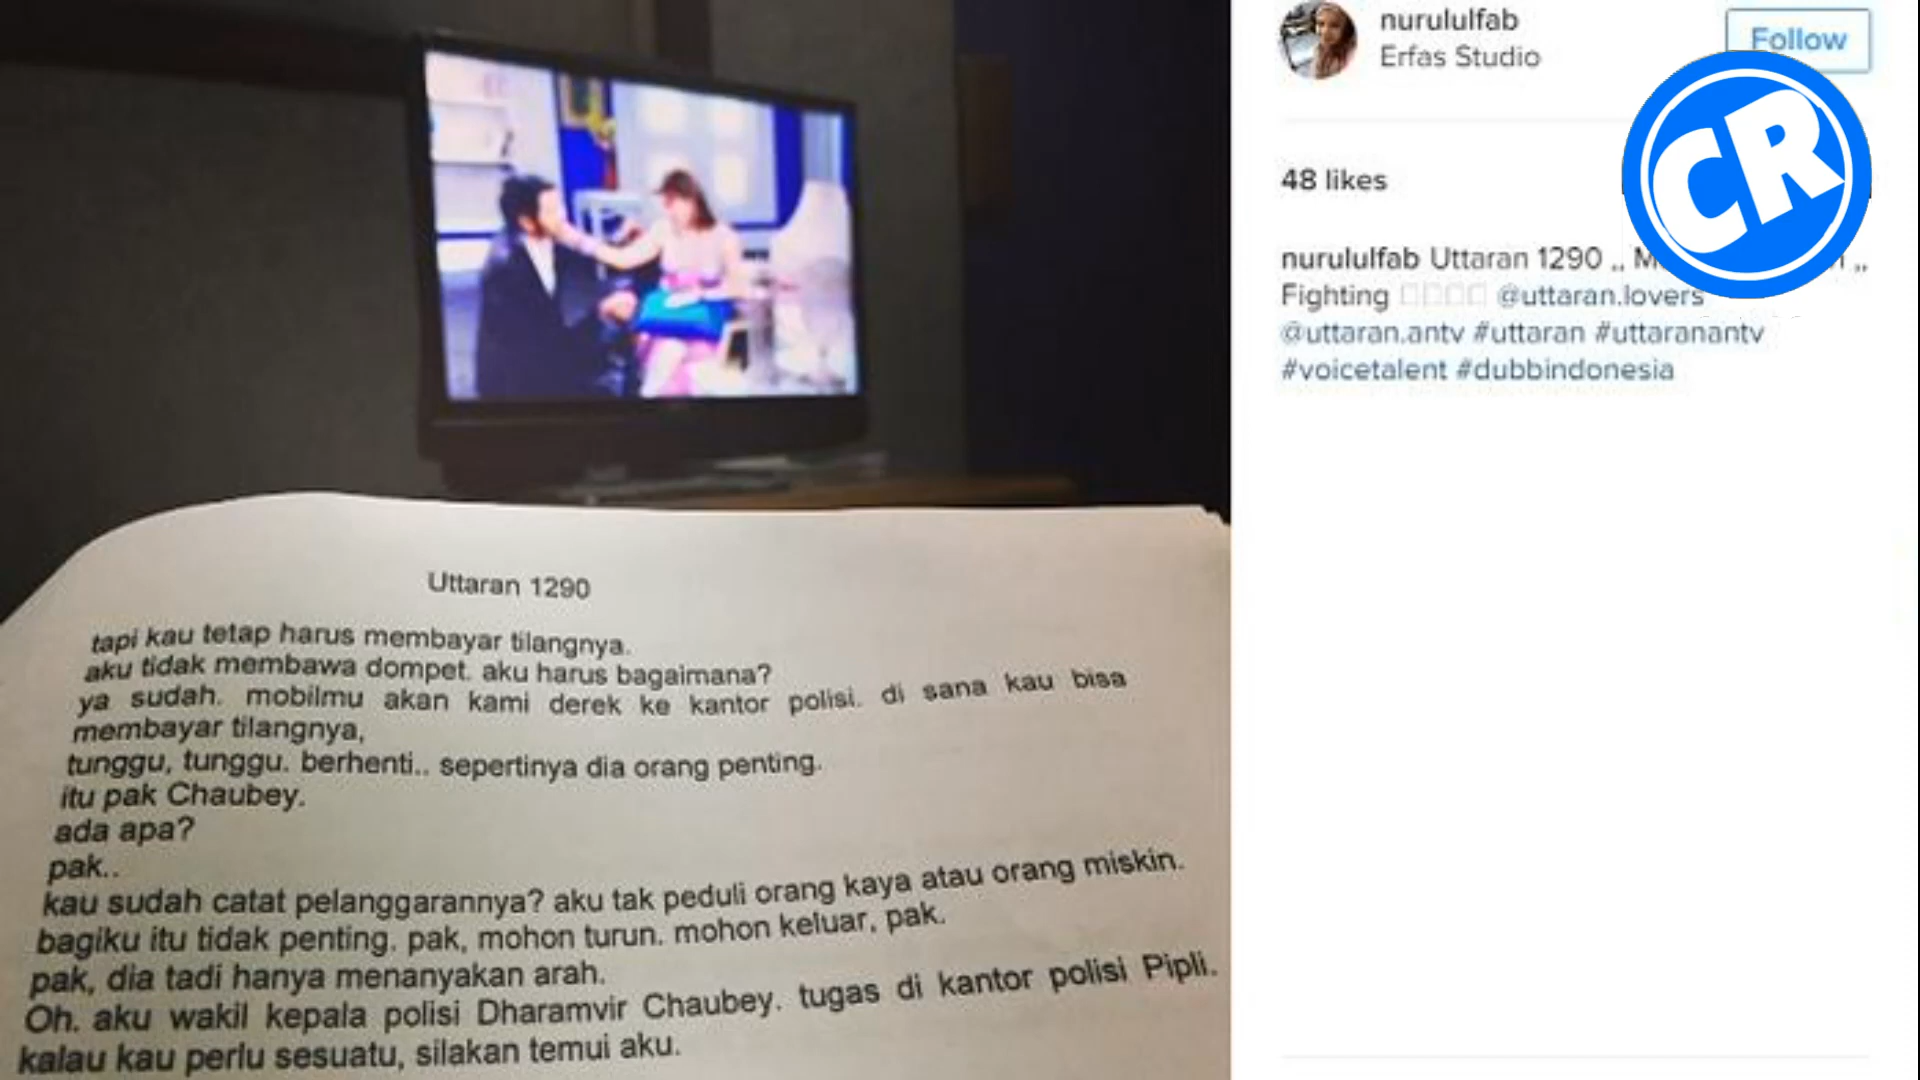 nurululfab
Erfas Studio
Follow
CR
48 likes
nurululfab Uttaran 1290 ,, ,,
Fighting @uttaran.lovers
@uttaran.antv #uttaran #uttaranantv
#voicetalent #dubbindonesia
Uttaran 1290
tapi kau tetap harus membayar tilangnya.
aku tidak membawa dompet. aku harus bagaimana?
ya sudah. mobilmu akan kami derek ke kantor polisi. di sana kau bisa
membayar tilangnya,
tunggu, tunggu. berhenti.. sepertinya dia orang penting.
itu pak Chaubey.
ada apa?
pak..
kau sudah catat pelanggarannya? aku tak peduli orang kaya atau orang miskin.
bagiku itu tidak penting. pak, mohon turun. mohon keluar, pak.
pak, dia tadi hanya menanyakan arah.
Oh. aku wakil kepala polisi Dharamvir Chaubey. tugas di kantor polisi Pipli.
kalau kau perlu sesuatu, silakan temui aku.